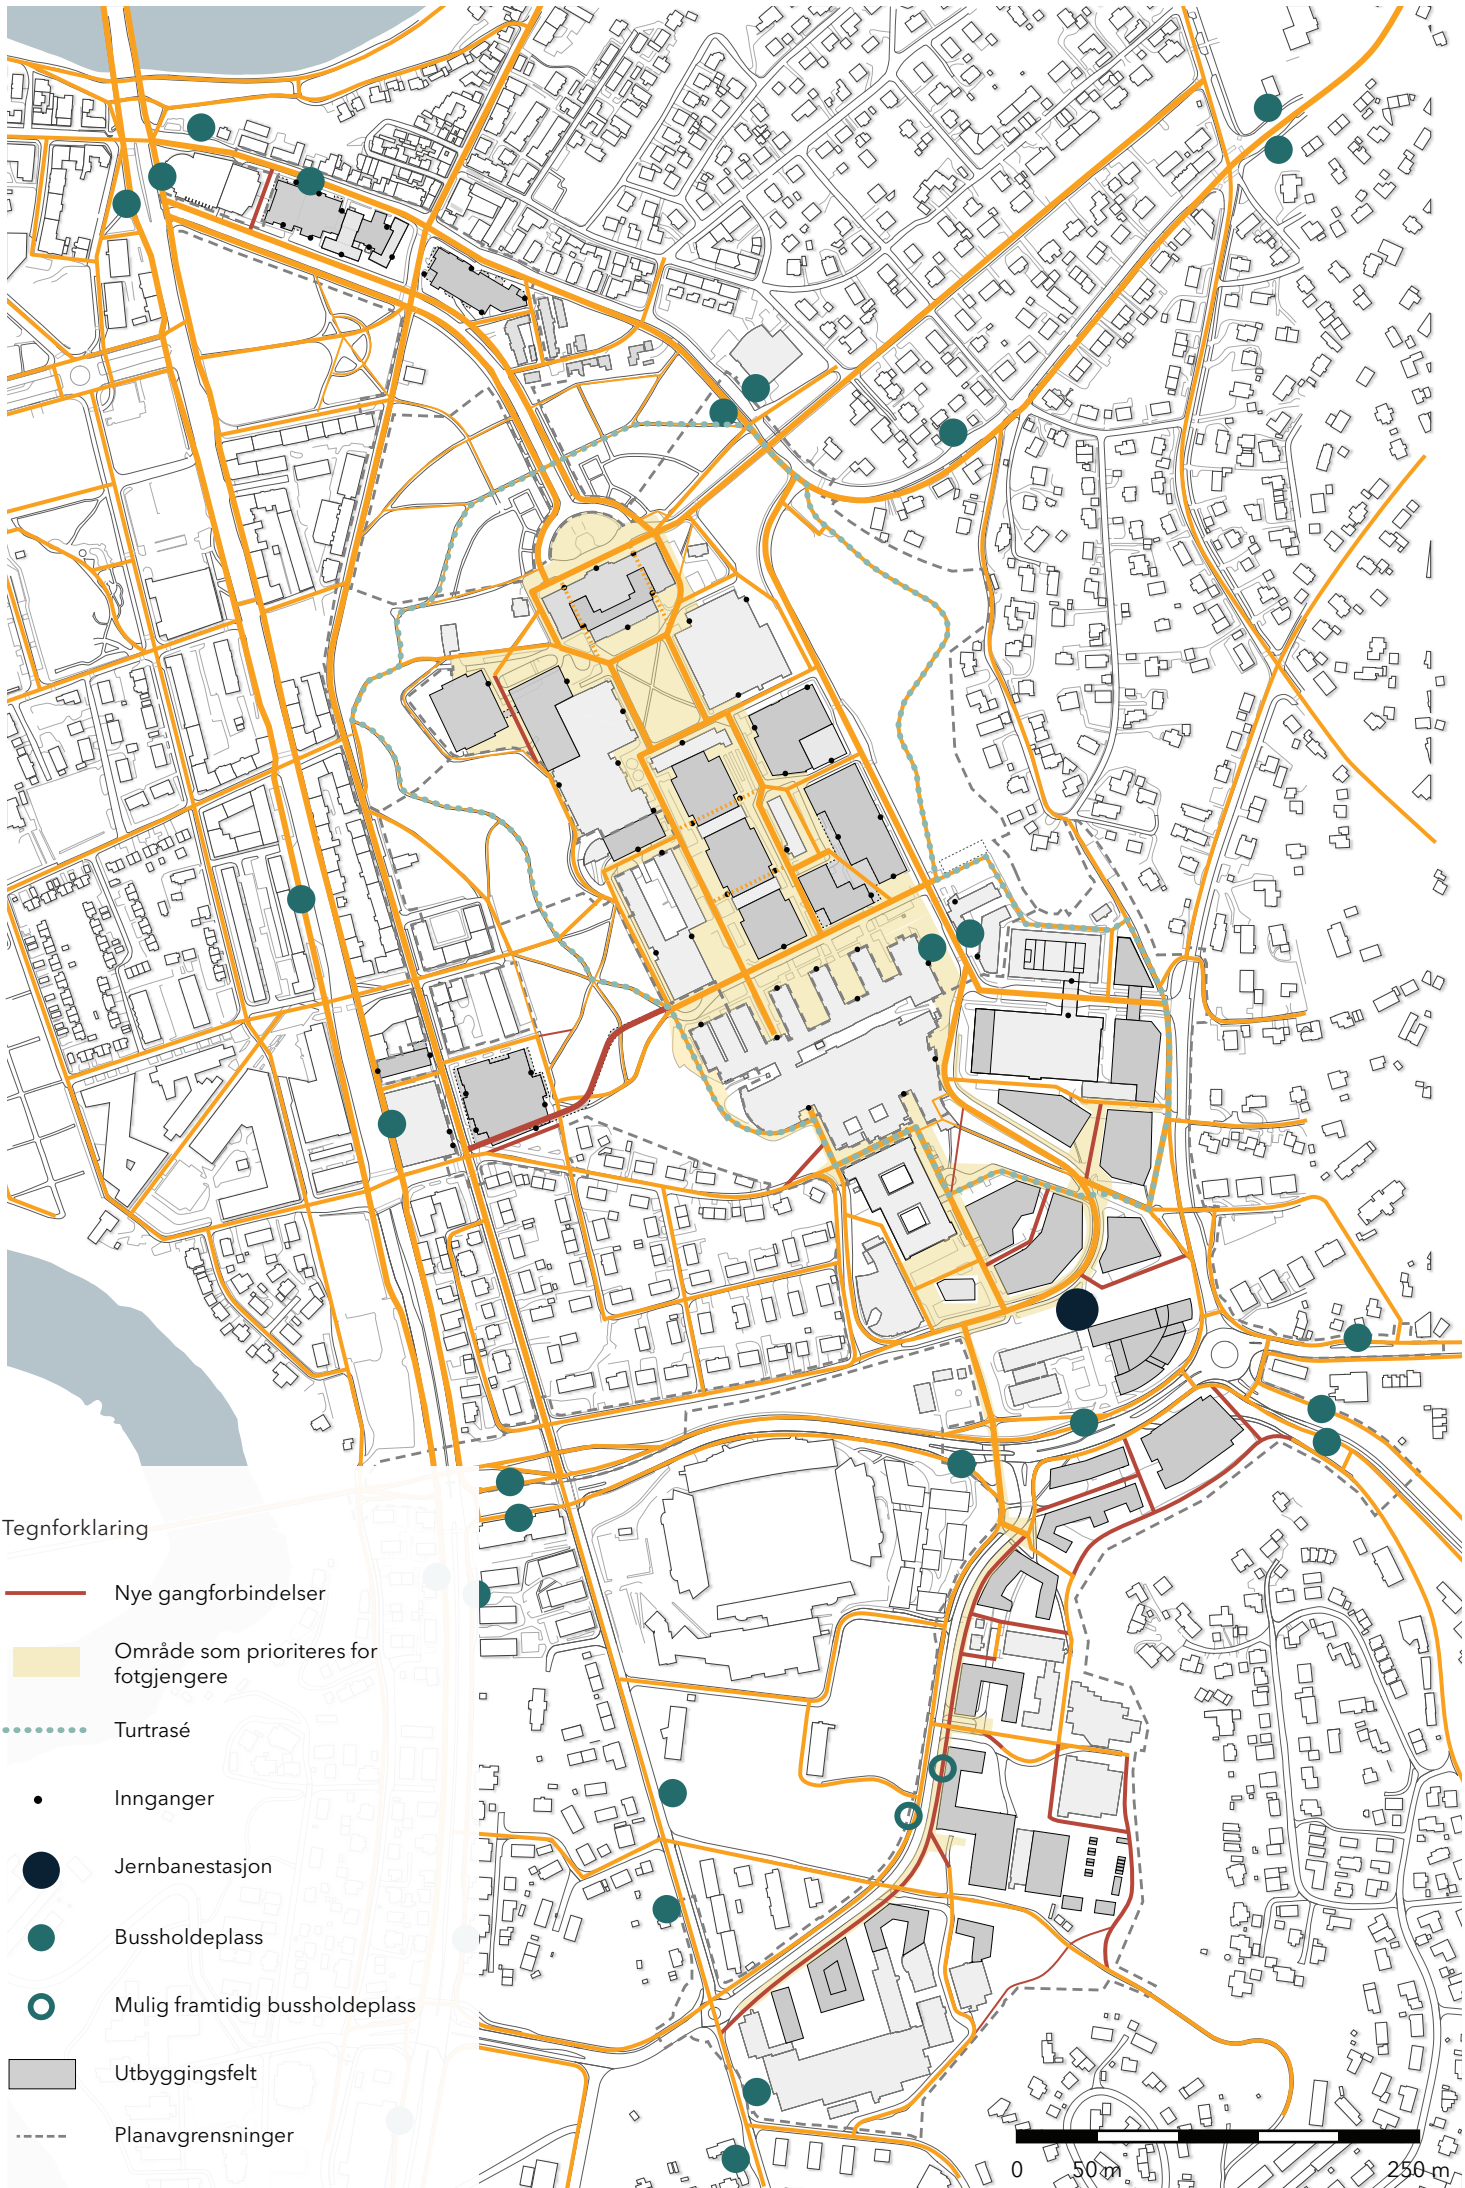 Tegnforklaring
Nye gangforbindelser
Område som prioriteres for
fotgjengere
Turtrasé
Innganger
Jernbanestasjon
Bussholdeplass
Mulig framtidig bussholdeplass
Utbyggingsfelt
Planavgrensninger
0 50 m 250 m